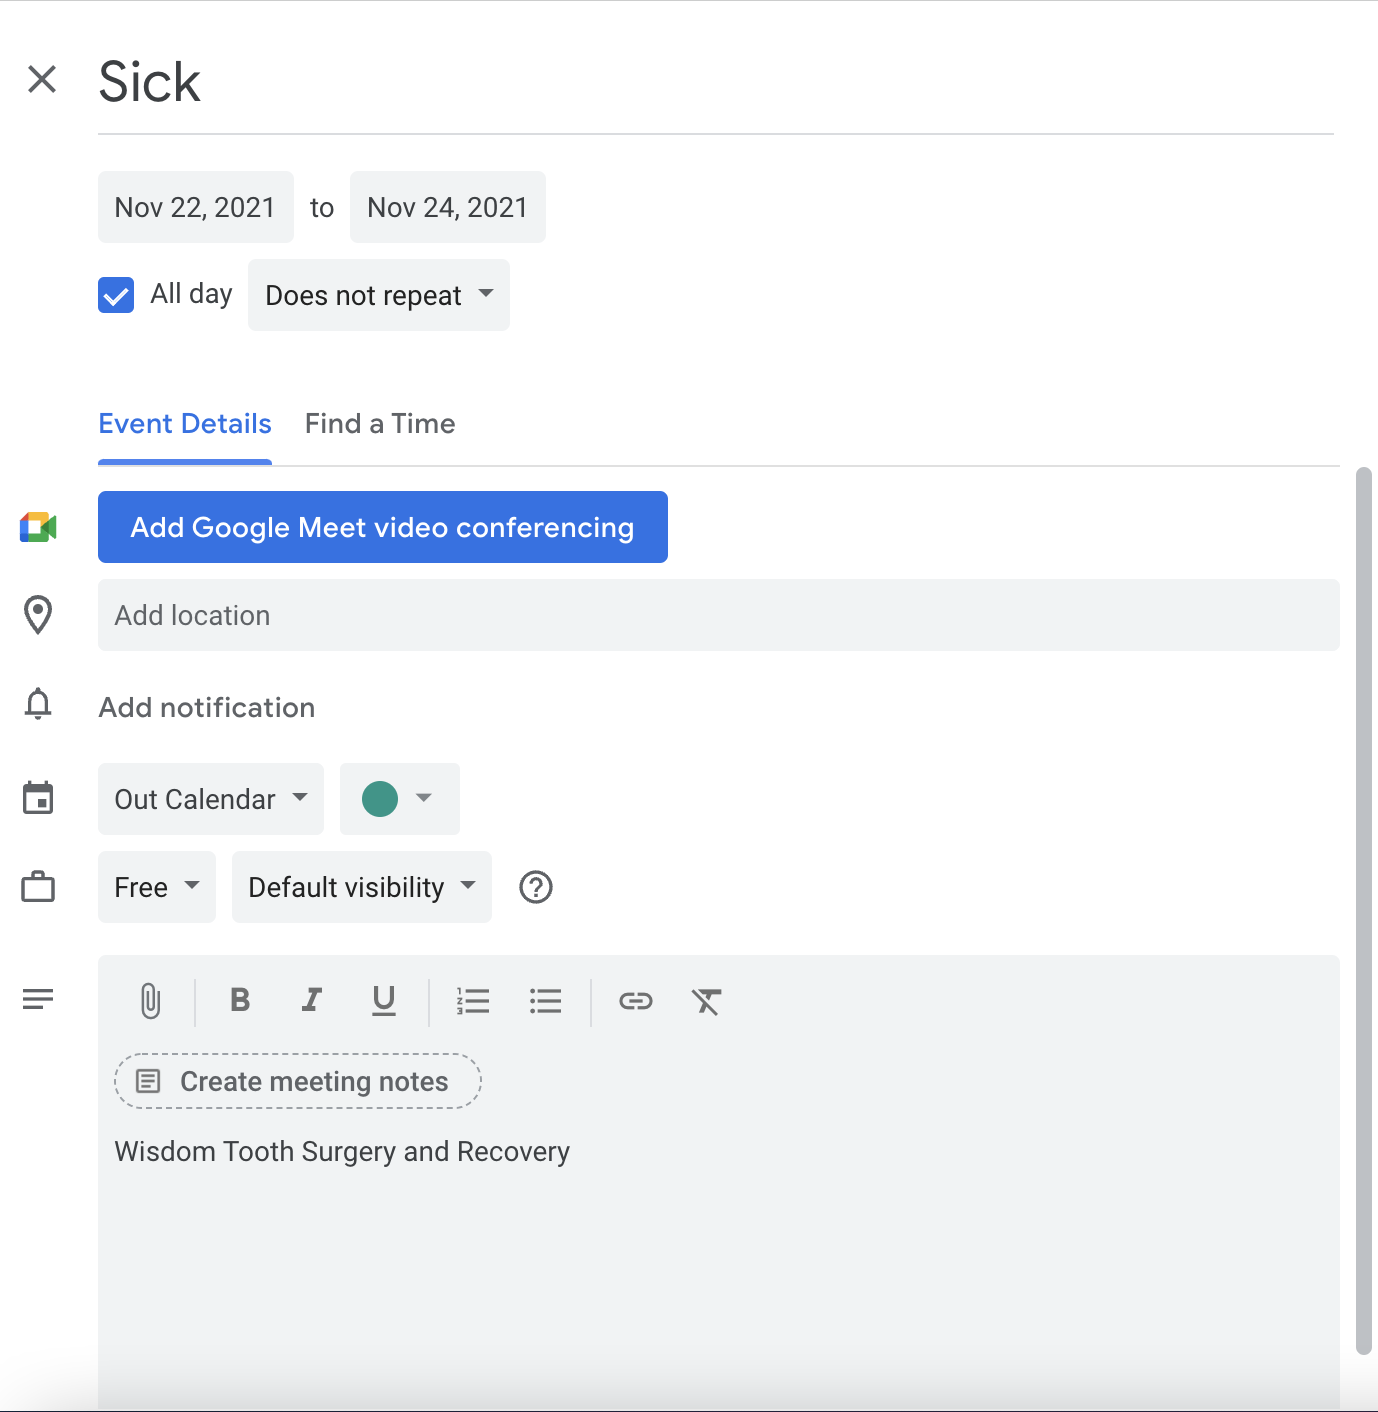 Sick
Nov 22, 2021 to Nov 24, 2021
All day Does not repeat
Event Details Find a Time
Add Google Meet video conferencing
Add location
Add notification
Out Calendar
Free Default visibility ?
B I U
Create meeting notes
Wisdom Tooth Surgery and Recovery